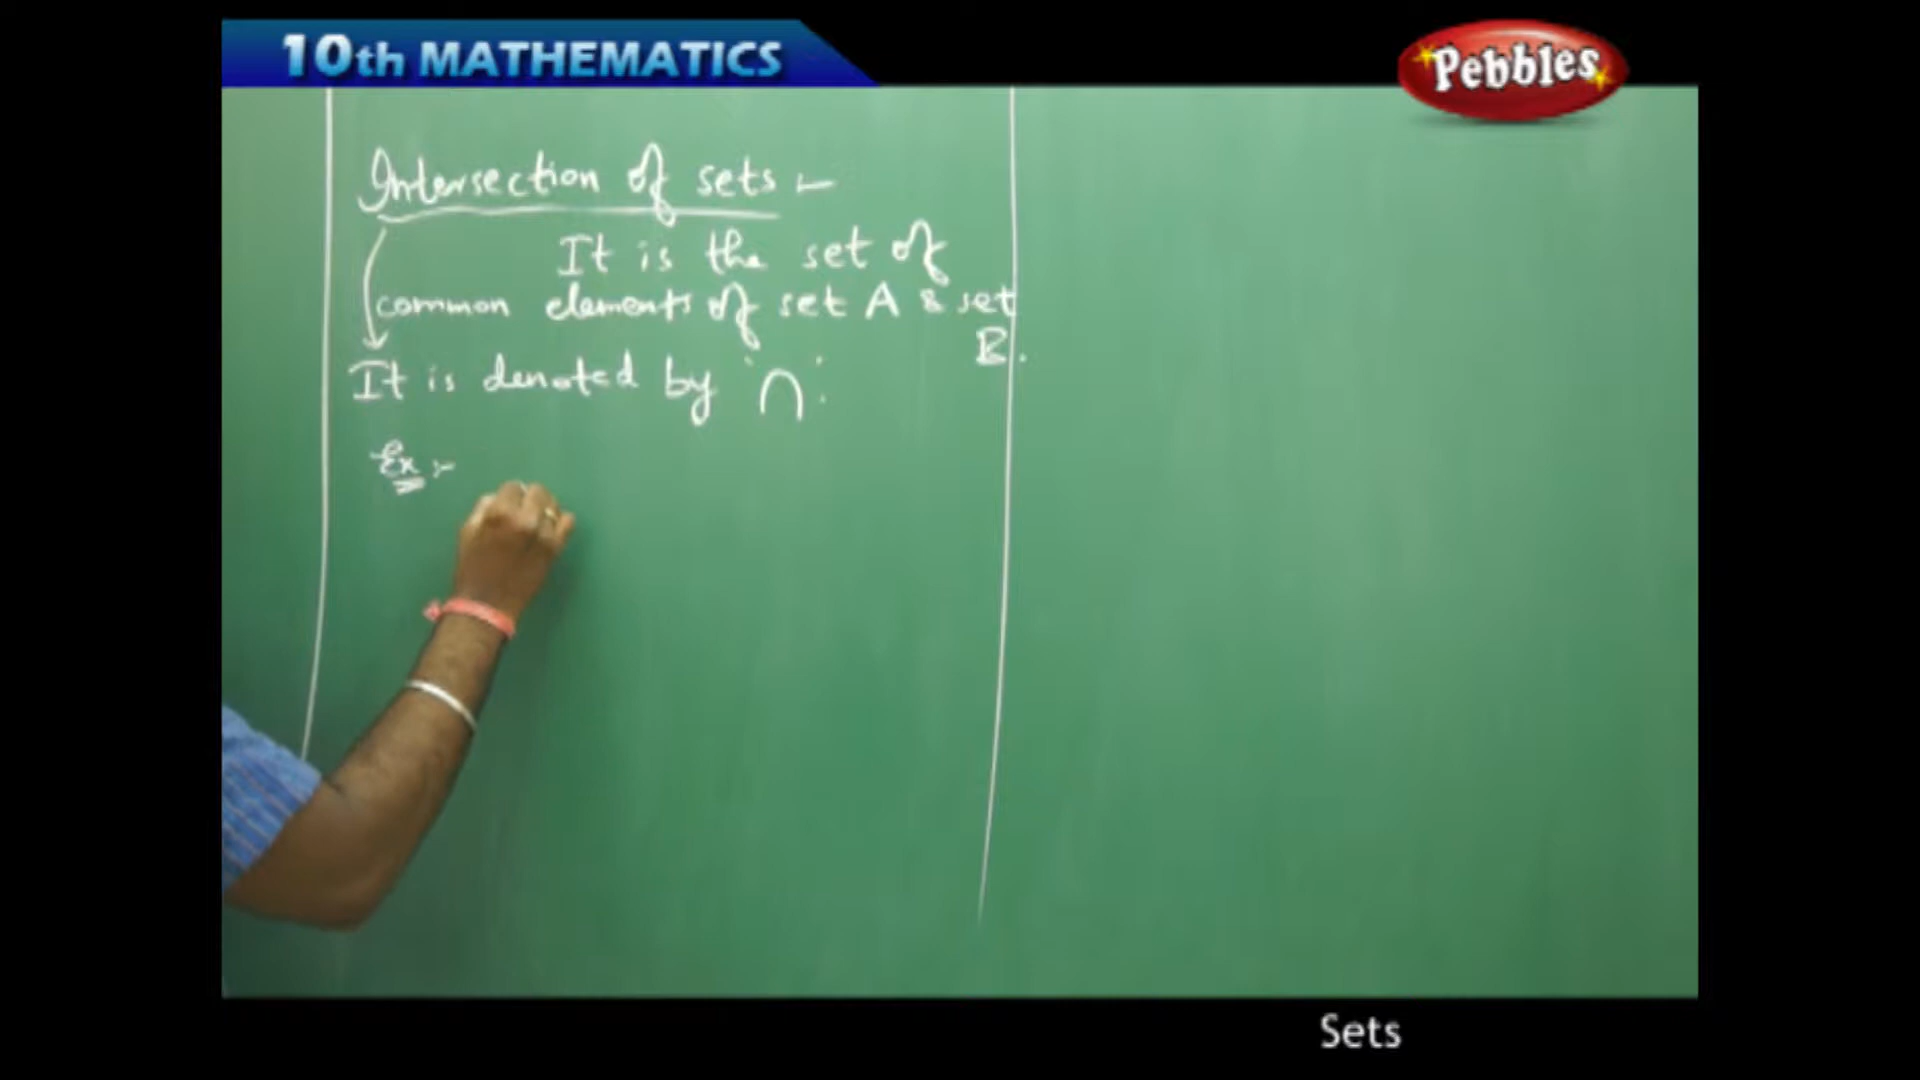 10th MATHEMATICS
Pebbles
Intersection of sets :-
It is the set of
common elements of set A & set
B.
It is denoted by '∩'.
Ex :-
Sets